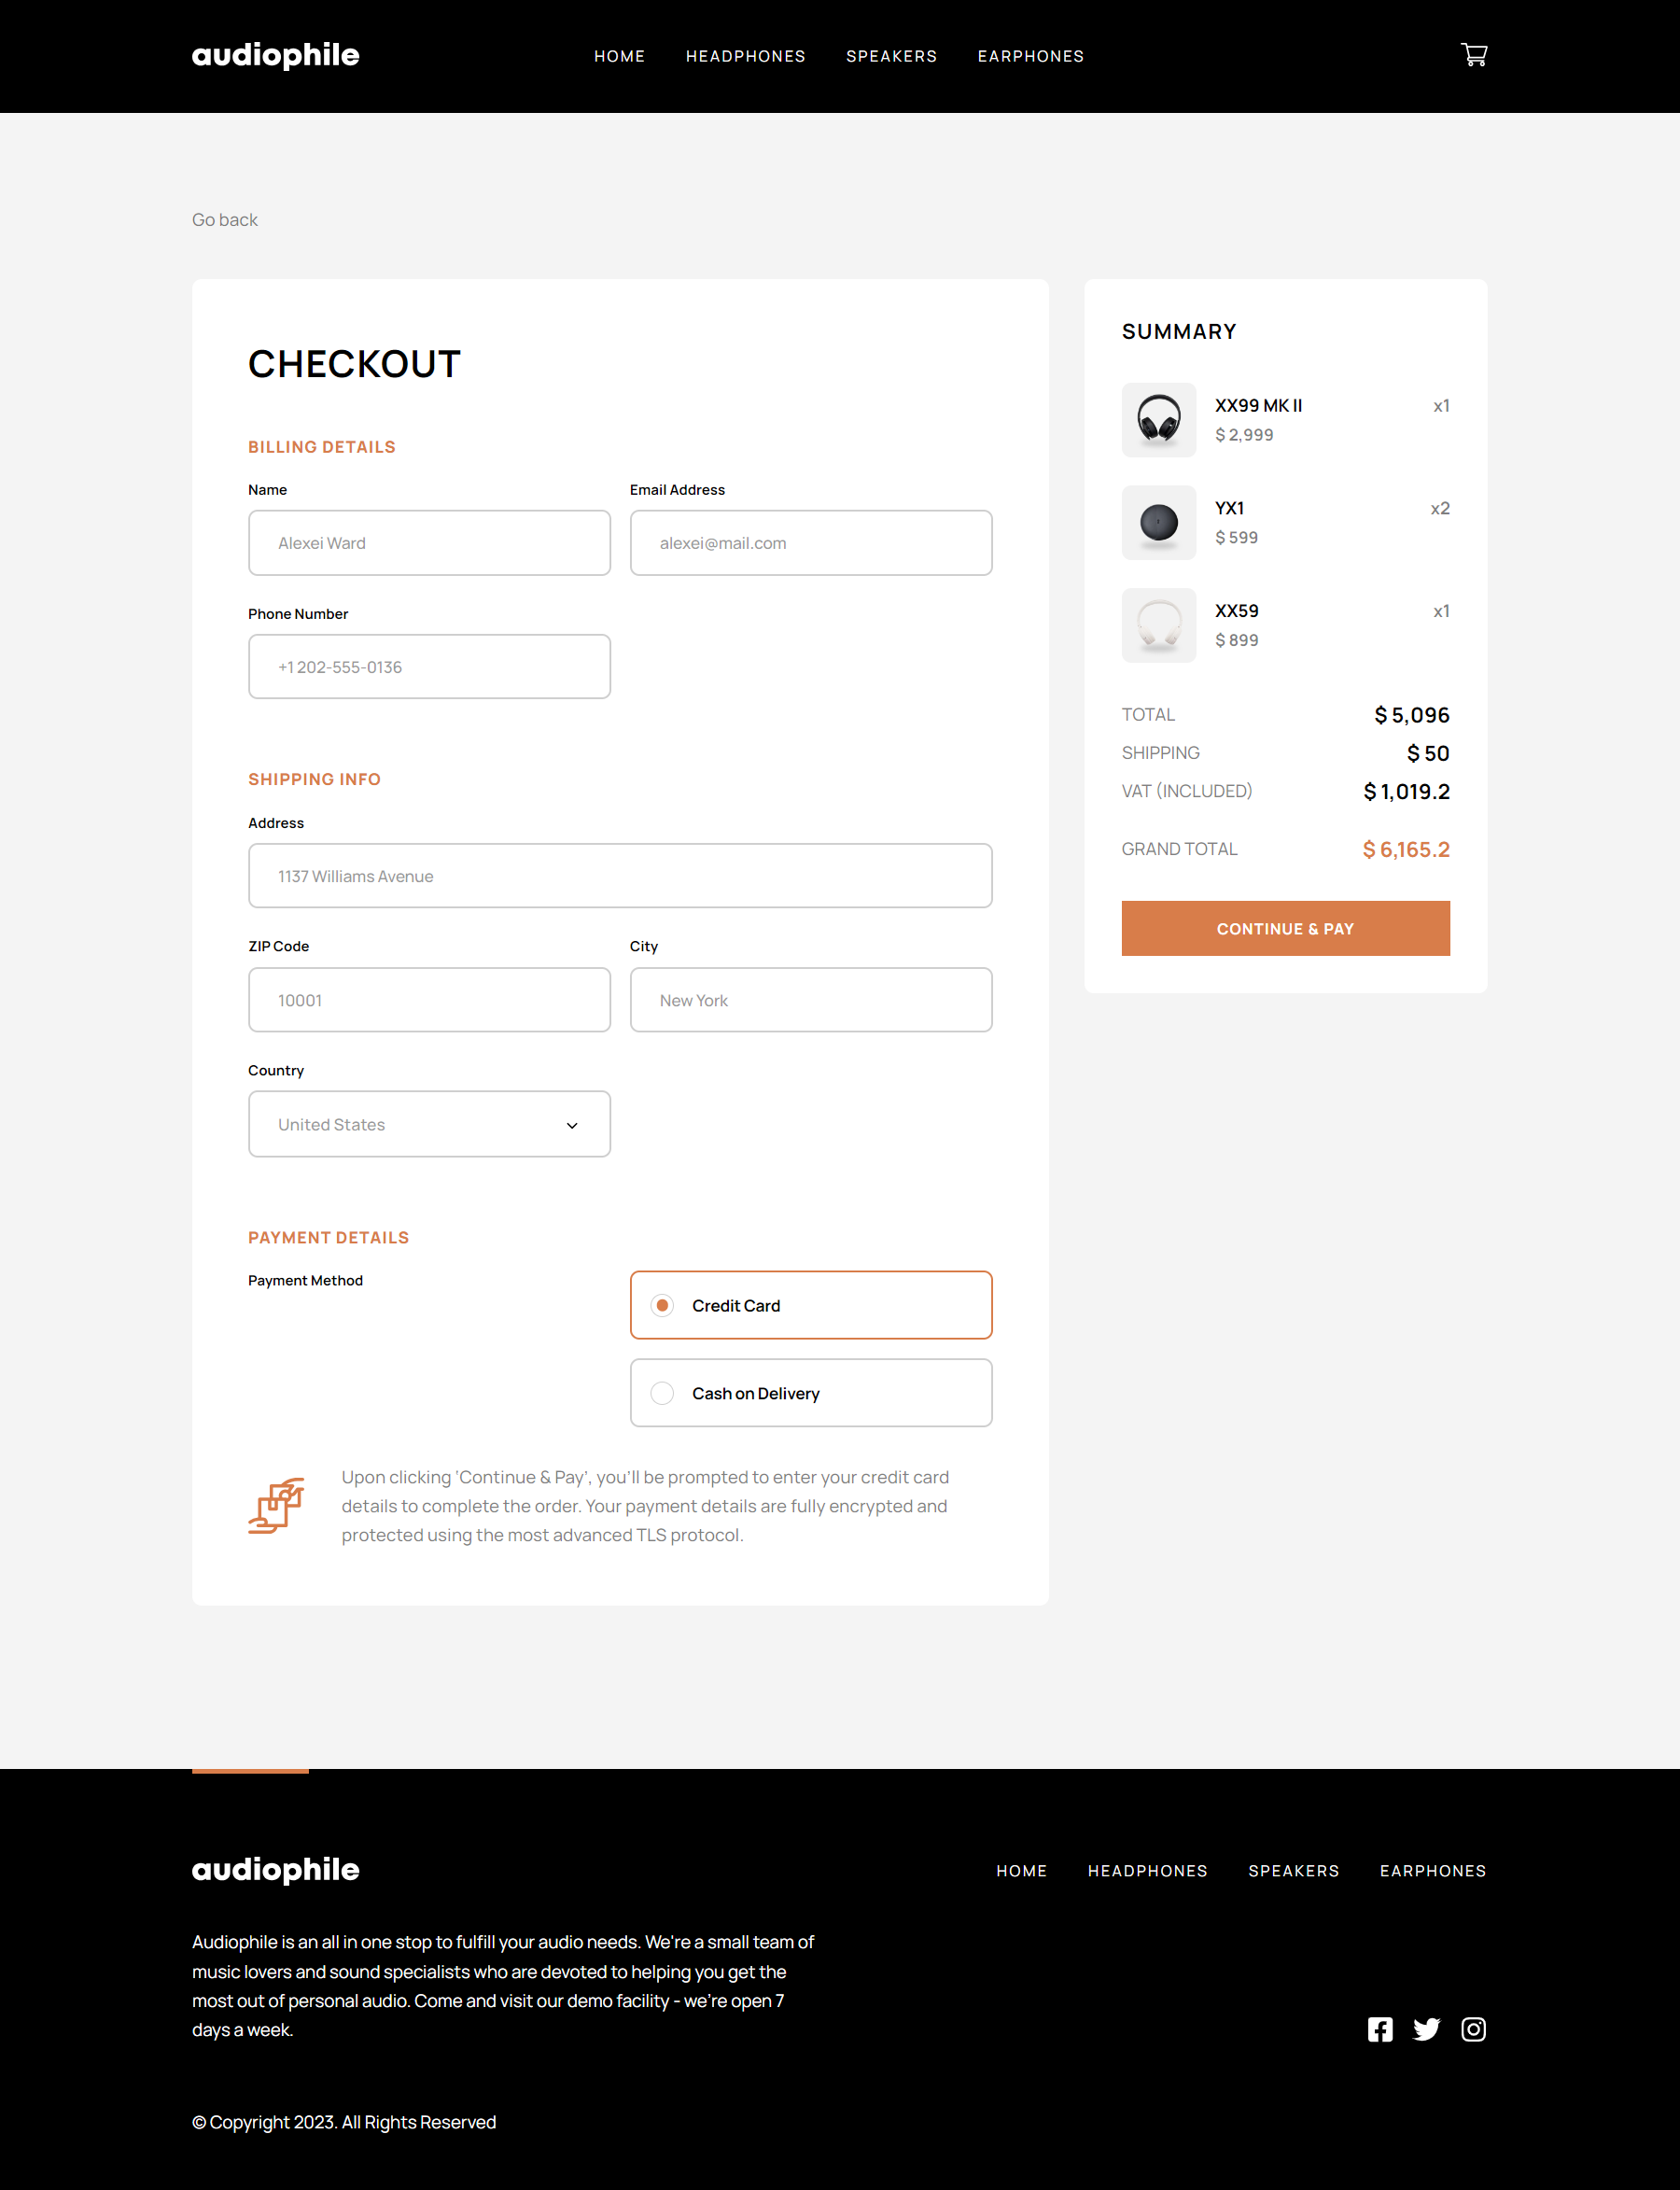 audiophile
HOME HEADPHONES SPEAKERS EARPHONES
Go back
CHECKOUT
BILLING DETAILS
Name Email Address
Alexei Ward alexei@mail.com
Phone Number
+1 202-555-0136
SHIPPING INFO
Address
1137 Williams Avenue
ZIP Code City
10001 New York
Country
United States
PAYMENT DETAILS
Payment Method
Credit Card
Cash on Delivery
Upon clicking ‘Continue & Pay’, you’ll be prompted to enter your credit card
details to complete the order. Your payment details are fully encrypted and
protected using the most advanced TLS protocol.
SUMMARY
XX99 MK II x1
$ 2,999
YX1 x2
$ 599
XX59 x1
$ 899
TOTAL $ 5,096
SHIPPING $ 50
VAT (INCLUDED) $ 1,019.2
GRAND TOTAL $ 6,165.2
CONTINUE & PAY
audiophile
HOME HEADPHONES SPEAKERS EARPHONES
Audiophile is an all in one stop to fulfill your audio needs. We're a small team of
music lovers and sound specialists who are devoted to helping you get the
most out of personal audio. Come and visit our demo facility - we’re open 7
days a week.
© Copyright 2023. All Rights Reserved